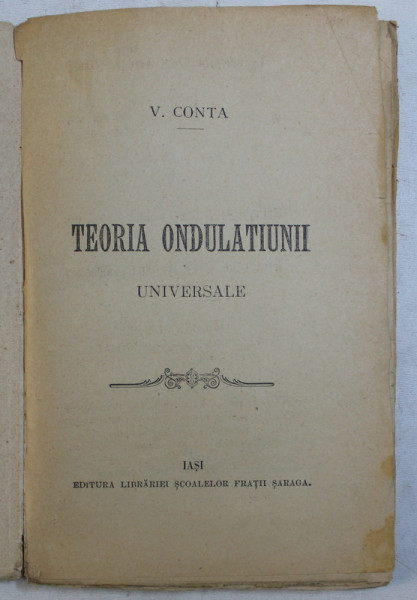 V. CONTA
TEORIA ONDULATIUNII
UNIVERSALE
IAȘI
EDITURA LIBRĂRIEI ȘCOALELOR FRAȚII ȘARAGA.